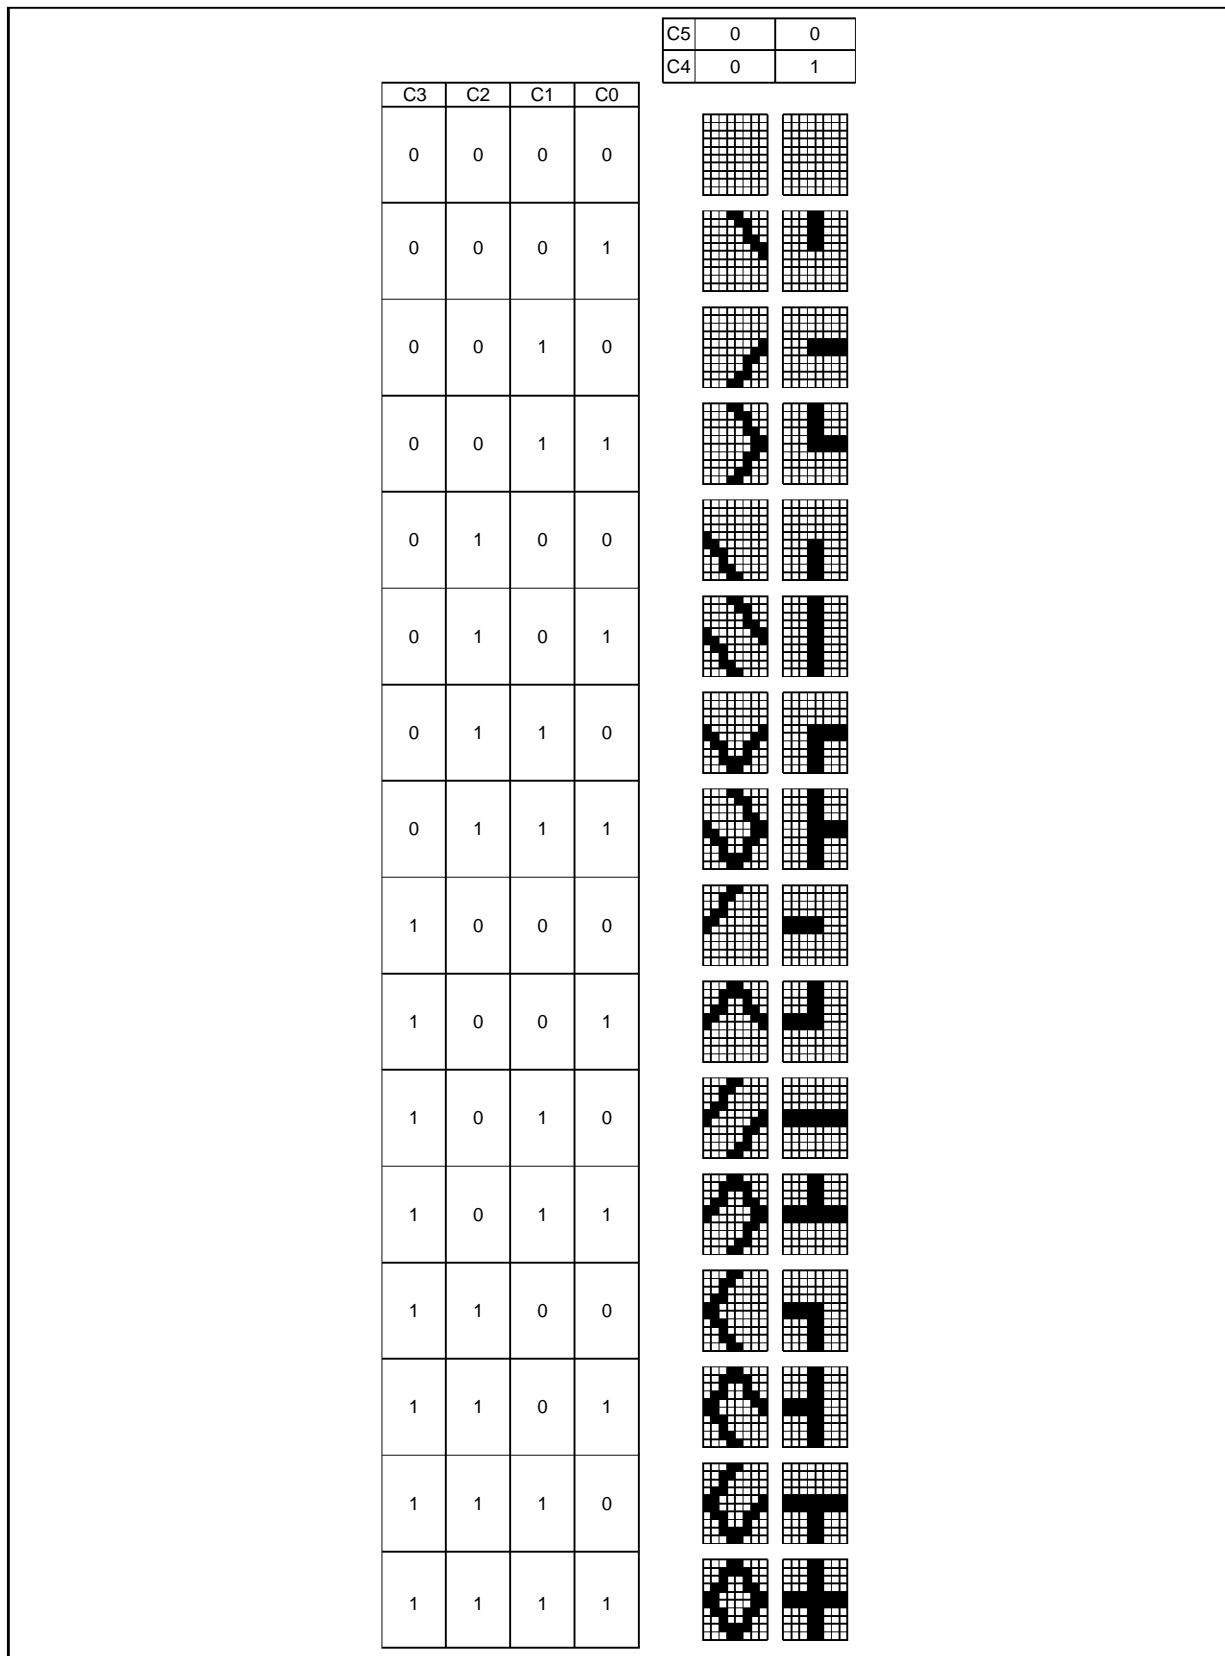 C5 0 0
C4 0 1
C3 C2 C1 C0
0 0 0 0
0 0 0 1
0 0 1 0
0 0 1 1
0 1 0 0
0 1 0 1
0 1 1 0
0 1 1 1
1 0 0 0
1 0 0 1
1 0 1 0
1 0 1 1
1 1 0 0
1 1 0 1
1 1 1 0
1 1 1 1